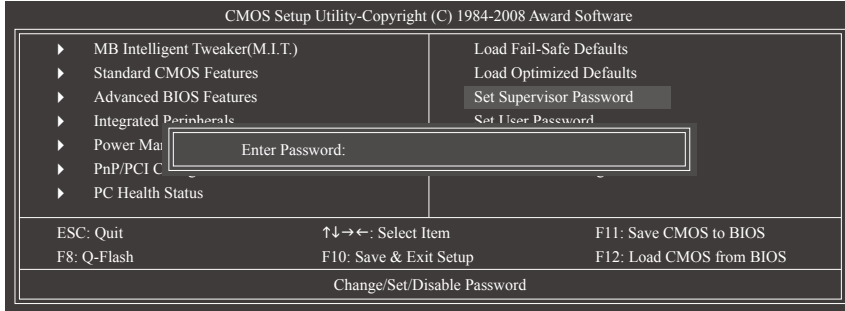 CMOS Setup Utility-Copyright (C) 1984-2008 Award Software
MB Intelligent Tweaker(M.I.T.)
Standard CMOS Features
Advanced BIOS Features
Integrated Peripherals
Power Ma
PnP/PCI C
PC Health Status
Load Fail-Safe Defaults
Load Optimized Defaults
Set Supervisor Password
Set User Password
Enter Password:
ESC: Quit
↑↓→←: Select Item
F11: Save CMOS to BIOS
F8: Q-Flash
F10: Save & Exit Setup
F12: Load CMOS from BIOS
Change/Set/Disable Password